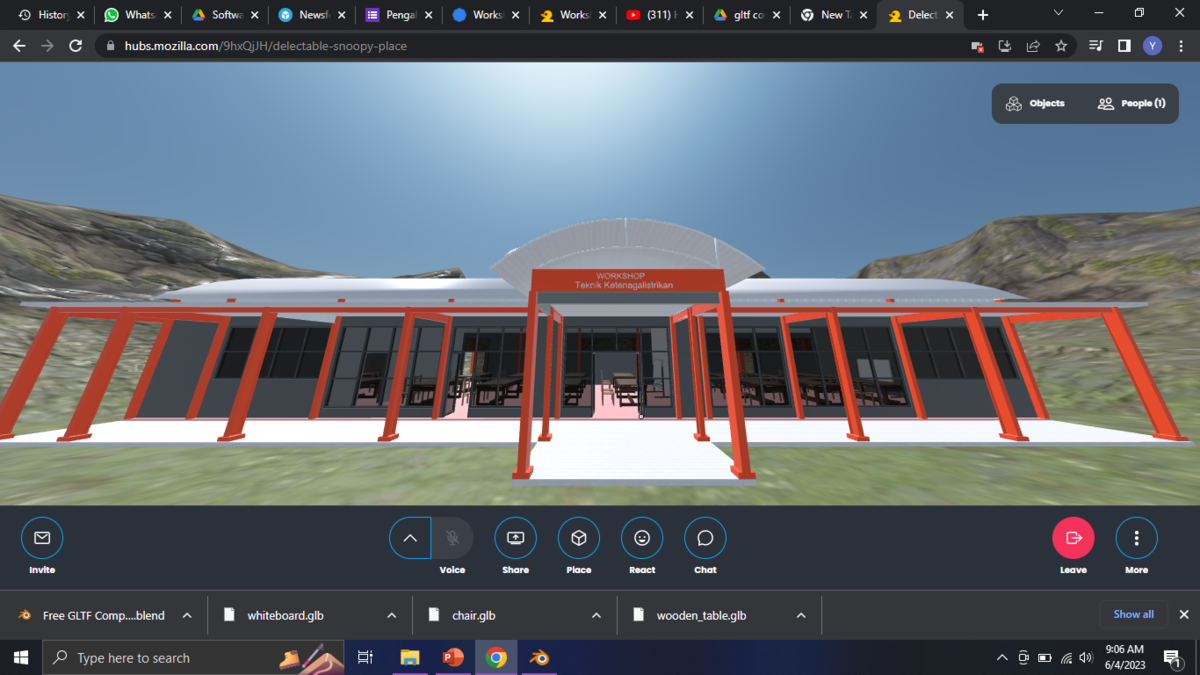 History
Whats
Softwa
Newsf
Pengal
Works
Works
(311) H
gltf co
New Ta
Delect
hubs.mozilla.com/9hxQjJH/delectable-snoopy-place
Y
Objects
People (1)
WORKSHOP
Teknik Ketenagalistrikan
Invite
Voice
Share
Place
React
Chat
Leave
More
Free GLTF Comp....blend
whiteboard.glb
chair.glb
wooden_table.glb
Show all
Type here to search
9:06 AM
6/4/2023
1